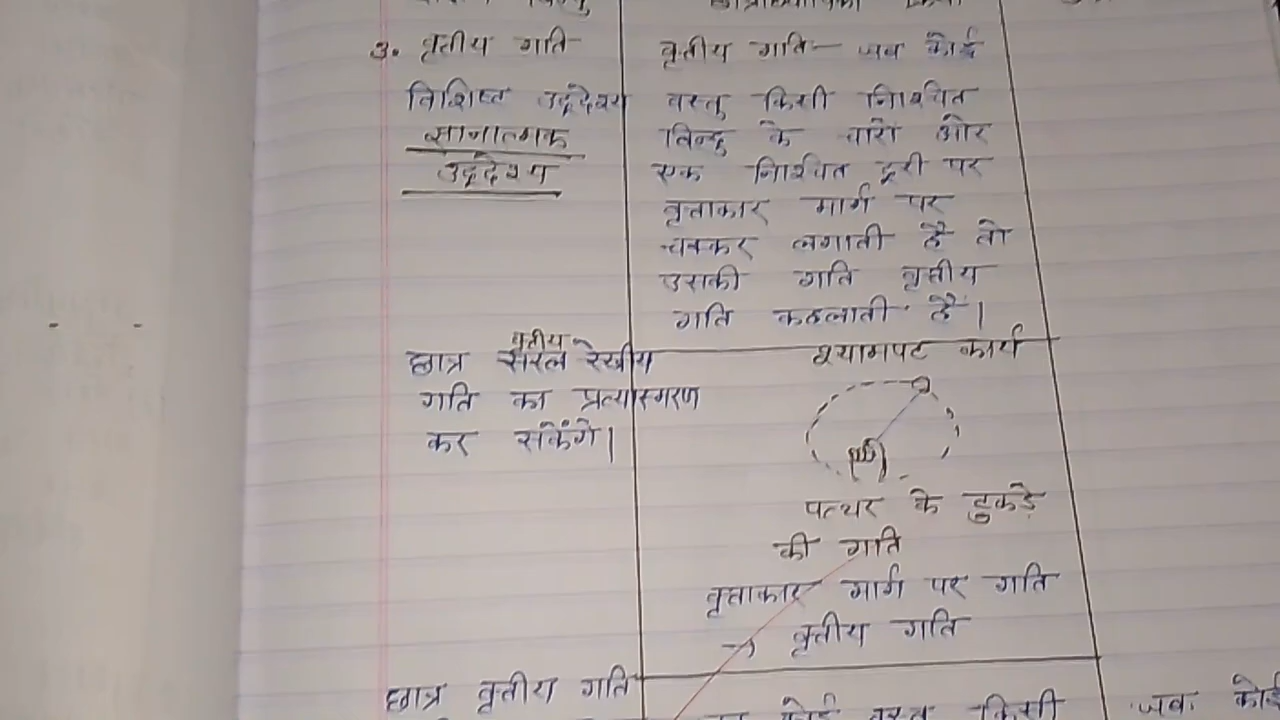 3. वृतीय गति
विशिष्ट उद्देश्य
ज्ञानात्मक
उद्देश्य
वृतीय गति - जब कोई
वस्तु किसी निश्चित
बिन्दु के चारो ओर
एक निश्चित दूरी पर
वृत्ताकार मार्ग पर
चक्कर लगाती है तो
उसकी गति वृत्तीय
गति कहलाती है।
वृतीय
छात्र सरल रेखीय
गति का प्रत्यास्मरण
कर सकेंगे।
श्यामपट कार्य
पत्थर के टुकड़े
की गति
वृत्ताकार मार्ग पर गति
→ वृत्तीय गति
छात्र वृत्तीय गति
कोई वस्तु किसी
जब कोई